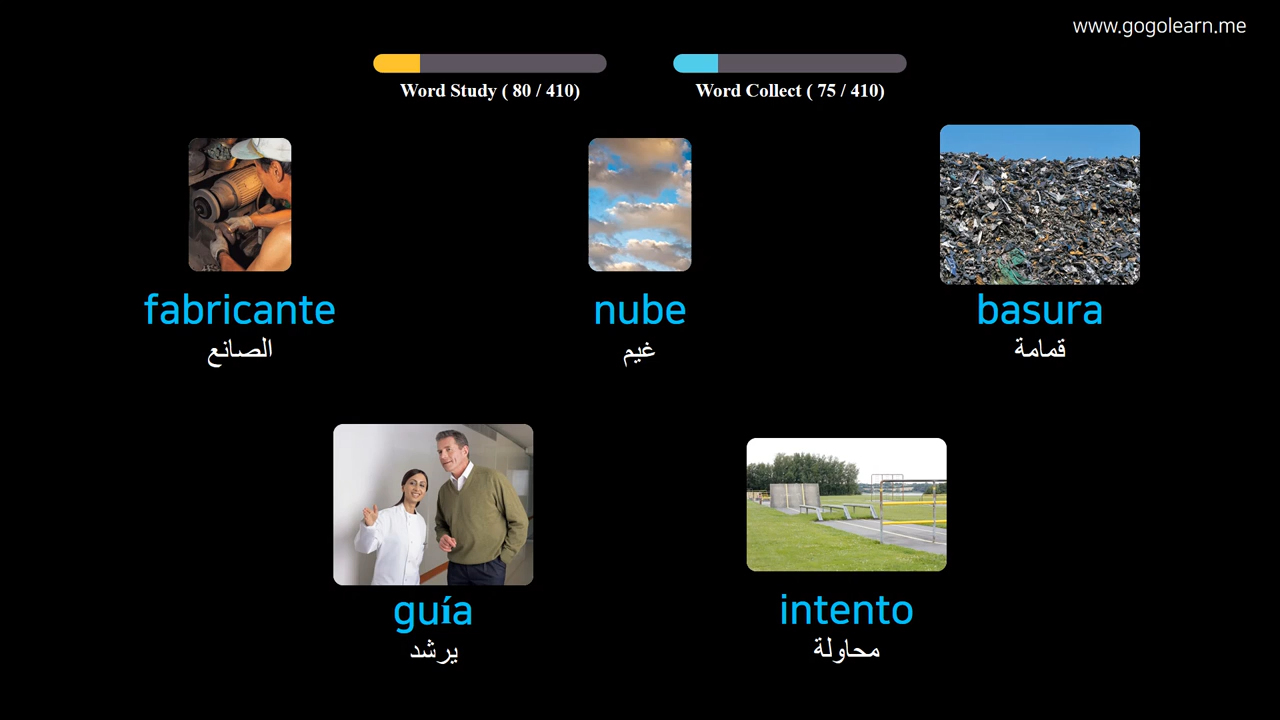 www.gogolearn.me
Word Study ( 80 / 410)
Word Collect ( 75 / 410)
fabricante
الصانع
nube
غيم
basura
قمامة
guía
يرشد
intento
محاولة